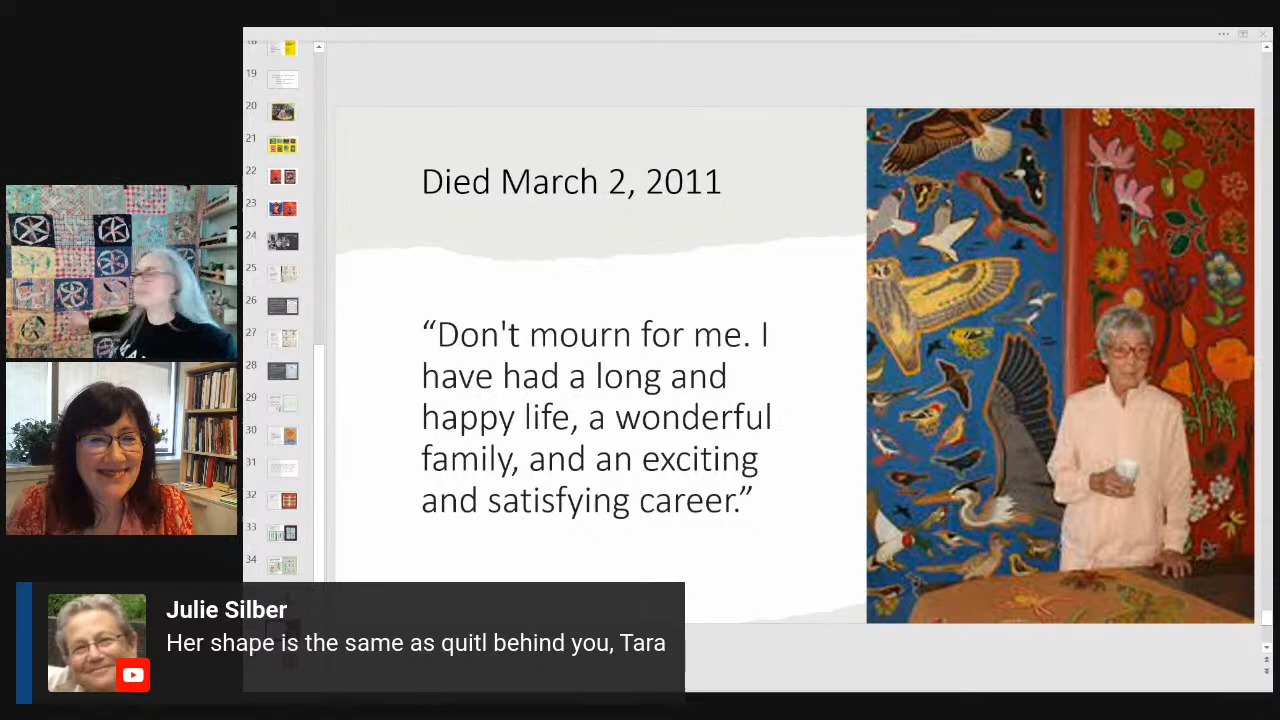 19
20
21
22
23
24
25
26
27
28
29
30
31
32
33
34
Died March 2, 2011
“Don't mourn for me. I
have had a long and
happy life, a wonderful
family, and an exciting
and satisfying career.”
Julie Silber
Her shape is the same as quitl behind you, Tara